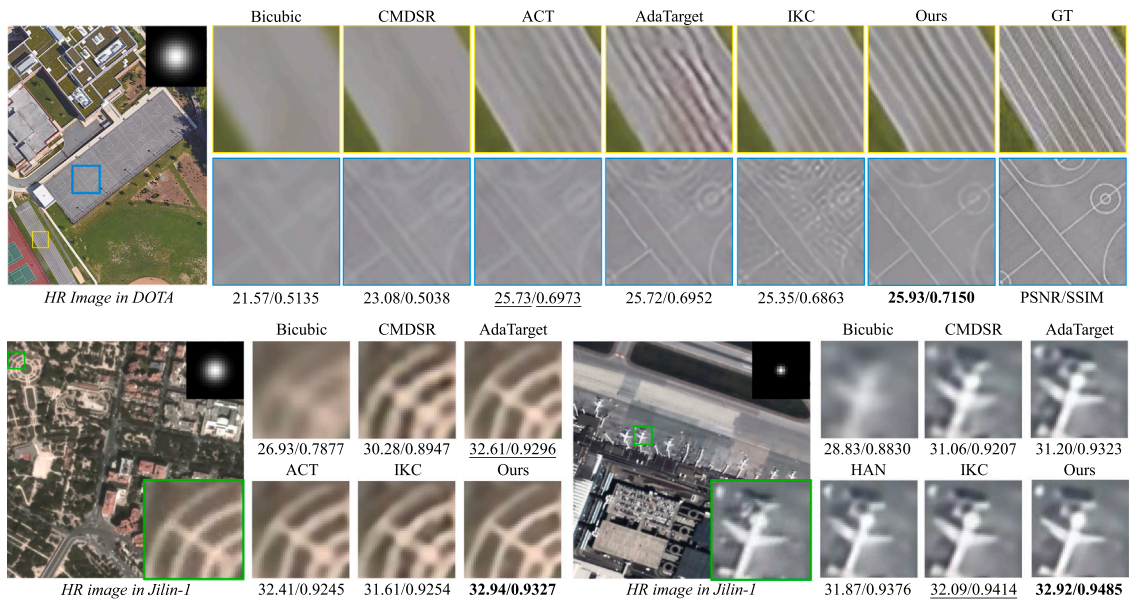 Bicubic CMDSR ACT AdaTarget IKC Ours GT
HR Image in DOTA 21.57/0.5135 23.08/0.5038 25.73/0.6973 25.72/0.6952 25.35/0.6863 25.93/0.7150 PSNR/SSIM
Bicubic CMDSR AdaTarget
26.93/0.7877 30.28/0.8947 32.61/0.9296
ACT IKC Ours
HR image in Jilin-1 32.41/0.9245 31.61/0.9254 32.94/0.9327
Bicubic CMDSR AdaTarget
28.83/0.8830 31.06/0.9207 31.20/0.9323
HAN IKC Ours
HR image in Jilin-1 31.87/0.9376 32.09/0.9414 32.92/0.9485